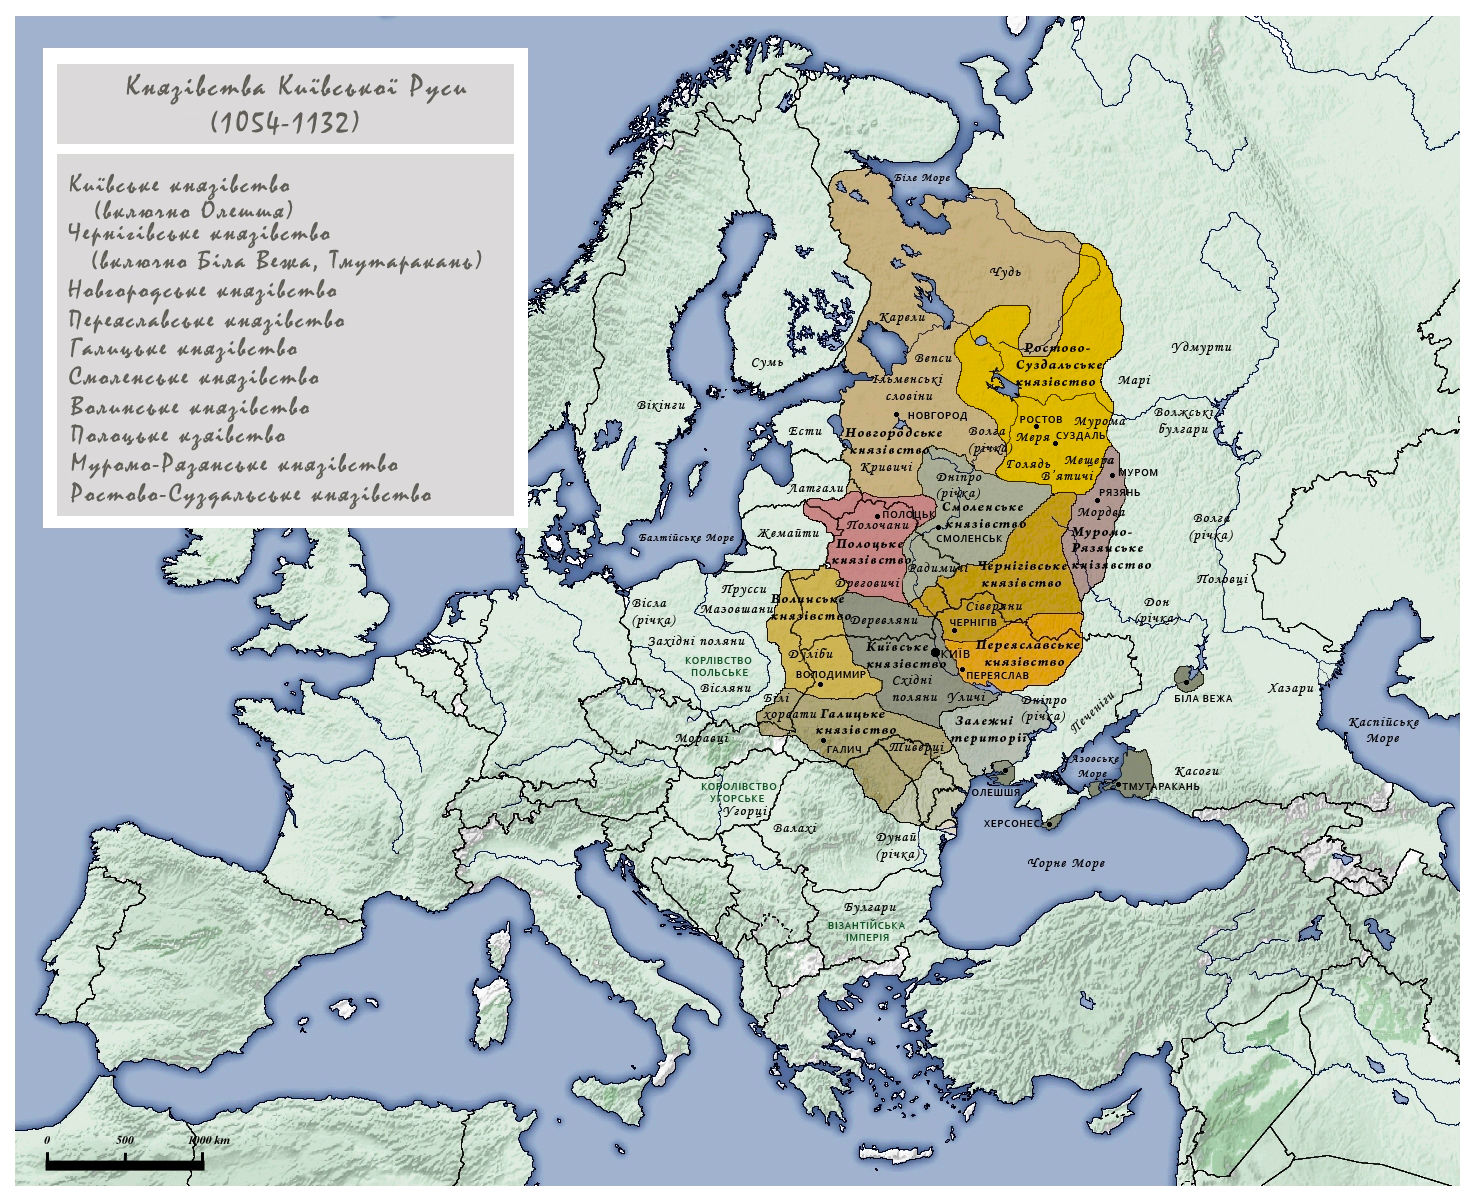 Князівства Київської Руси
(1054-1132)
Київське князівство
(включно Олешшя)
Чернігівське князівство
(включно Біла Вежа, Тмутаракань)
Новгородське князівство
Переяславське князівство
Галицьке князівство
Смоленське князівство
Волинське князівство
Полоцьке кзяівство
Муромо-Рязанське князівство
Ростово-Суздальське князівство
Біле Море
Чудь
Карели
Вепси
Сумь
Ростово-
Суздальське
князівство
Удмурти
Марі
Ільменські
словіни
Вікінги
НОВГОРОД
Волзькі
булгари
Ести
Новгородське
князівство
Волга
(річка)
РОСТОВ
Мурома
Меря
СУЗДАЛЬ
Кривичі
Голядь
Мещера
В'ятичі
МУРОМ
Латгали
Дніпро
(річка)
РЯЗЯНЬ
Мордва
ПОЛОЦЬК
Полочани
Смоленське
князівство
СМОЛЕНСЬК
Волга
(річка)
Балтійське Море
Жемайти
Полоцьке
князівство
Муромо-
Рязянське
князівство
Радимичі
Чернігівське
князівство
Дреговичі
Половці
Прусси
Мазовшани
Вісла
(річка)
Волинське
князівство
Сіверяни
Дон
(річка)
Деревляни
ЧЕРНІГІВ
Західні поляни
Київське
князівство
КИЇВ
Переяславське
князівство
КОРЛІВСТВО
ПОЛЬСЬКЕ
Дуліби
ВОЛОДИМИР
ПЕРЕЯСЛАВ
Вісляни
Східні
поляни
Уличі
Білі
хорвати
Дніпро
(річка)
Печеніги
БІЛА ВЕЖА
Хазари
Галицьке
князівство
Залежні
території
Каспійське
Море
Моравці
ГАЛИЧ
Тиверці
Азовське
Море
Касоги
КОРОЛІВСТВО
УГОРСЬКЕ
Угорці
ОЛЕШШЯ
ТМУТАРАКАНЬ
Валахі
ХЕРСОНЕС
Дунай
(річка)
Чорне Море
Булгари
ВІЗАНТІЙСЬКА
ІМПЕРІЯ
0 500 1000 km